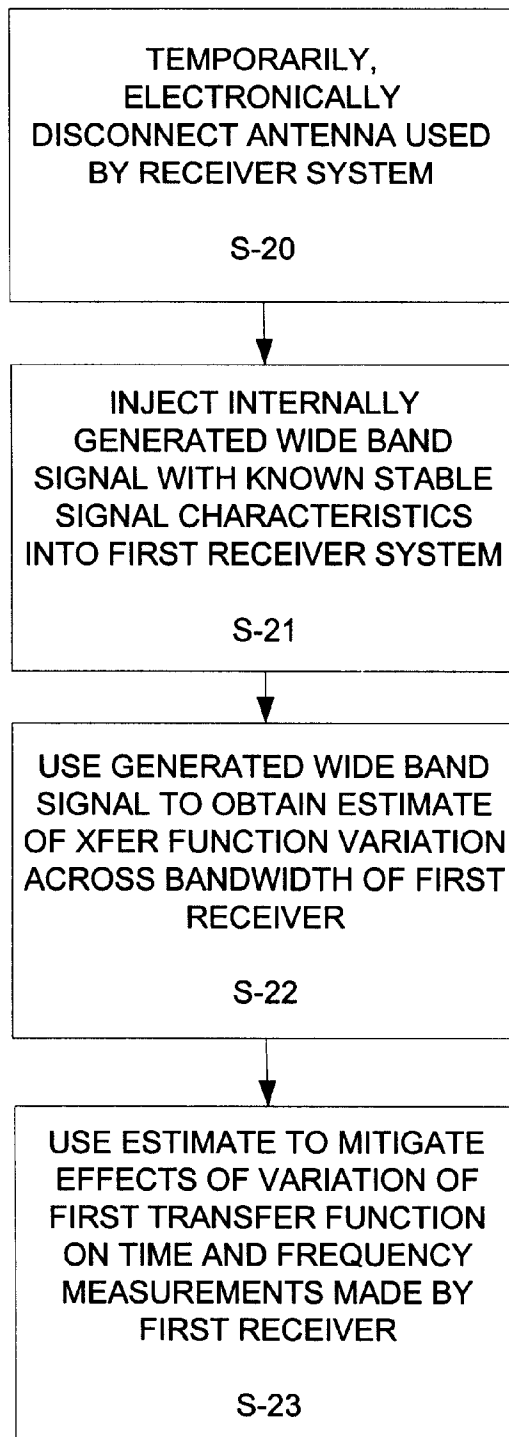 TEMPORARILY,
ELECTRONICALLY
DISCONNECT ANTENNA USED
BY RECEIVER SYSTEM
S-20
INJECT INTERNALLY
GENERATED WIDE BAND
SIGNAL WITH KNOWN STABLE
SIGNAL CHARACTERISTICS
INTO FIRST RECEIVER SYSTEM
S-21
USE GENERATED WIDE BAND
SIGNAL TO OBTAIN ESTIMATE
OF XFER FUNCTION VARIATION
ACROSS BANDWIDTH OF FIRST
RECEIVER
S-22
USE ESTIMATE TO MITIGATE
EFFECTS OF VARIATION OF
FIRST TRANSFER FUNCTION
ON TIME AND FREQUENCY
MEASUREMENTS MADE BY
FIRST RECEIVER
S-23